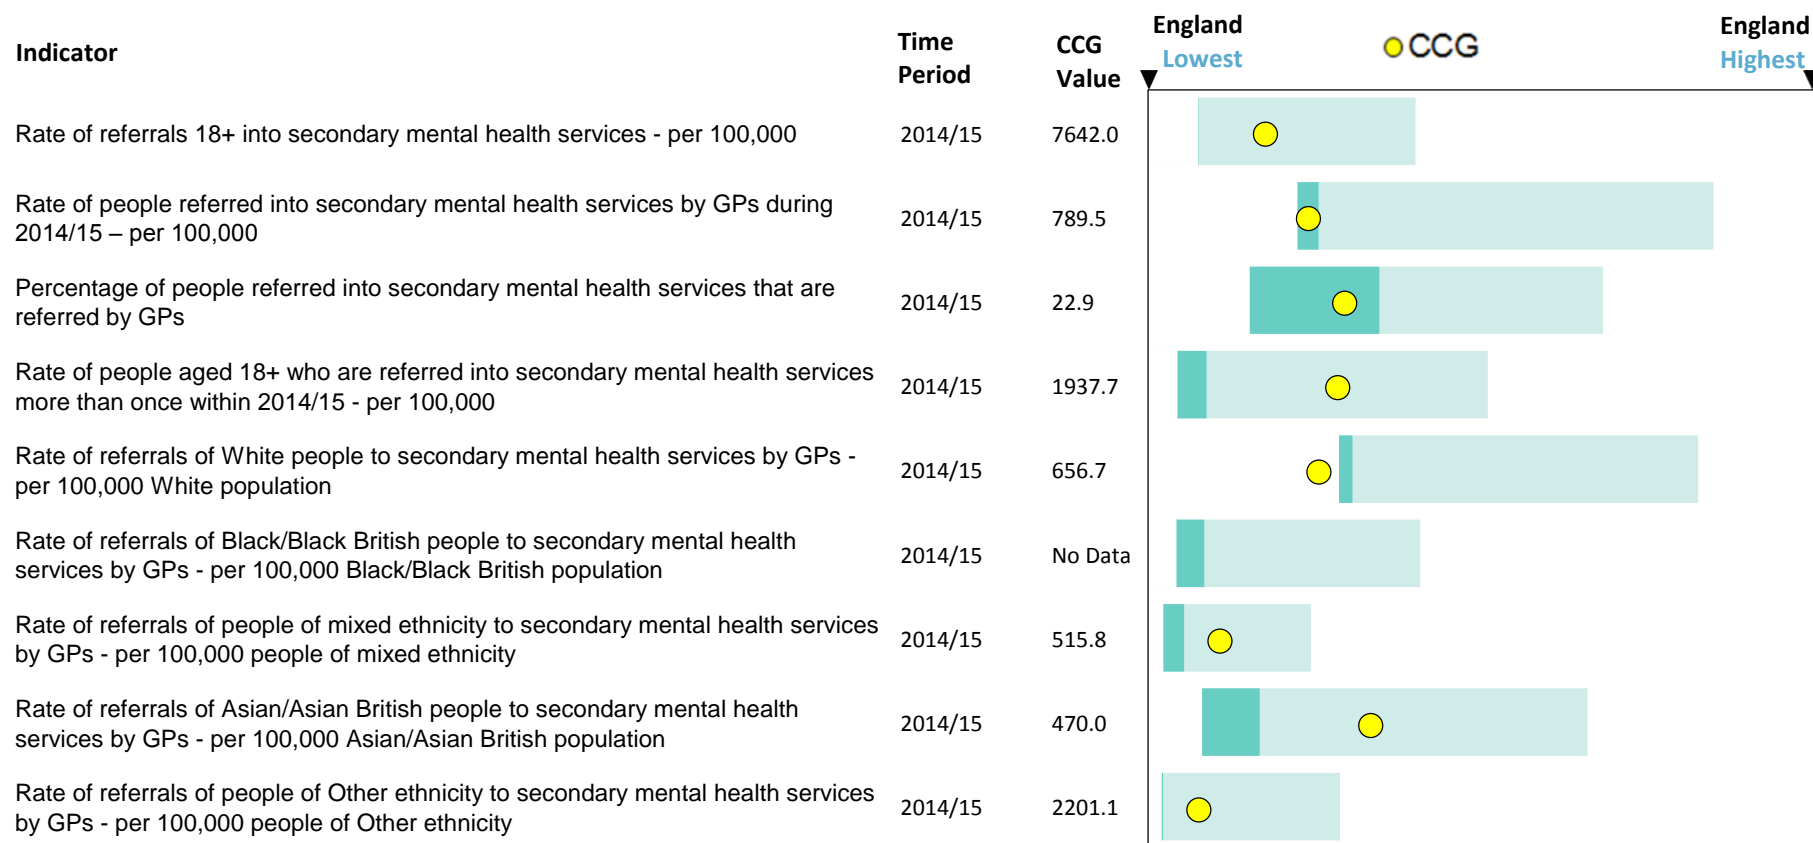 Indicator
Time
Period
CCG
Value
England
Lowest
CCG
England
Highest
Rate of referrals 18+ into secondary mental health services - per 100,000
2014/15
7642.0
Rate of people referred into secondary mental health services by GPs during
2014/15 – per 100,000
2014/15
789.5
Percentage of people referred into secondary mental health services that are
referred by GPs
2014/15
22.9
Rate of people aged 18+ who are referred into secondary mental health services
more than once within 2014/15 - per 100,000
2014/15
1937.7
Rate of referrals of White people to secondary mental health services by GPs -
per 100,000 White population
2014/15
656.7
Rate of referrals of Black/Black British people to secondary mental health
services by GPs - per 100,000 Black/Black British population
2014/15
No Data
Rate of referrals of people of mixed ethnicity to secondary mental health services
by GPs - per 100,000 people of mixed ethnicity
2014/15
515.8
Rate of referrals of Asian/Asian British people to secondary mental health
services by GPs - per 100,000 Asian/Asian British population
2014/15
470.0
Rate of referrals of people of Other ethnicity to secondary mental health services
by GPs - per 100,000 people of Other ethnicity
2014/15
2201.1